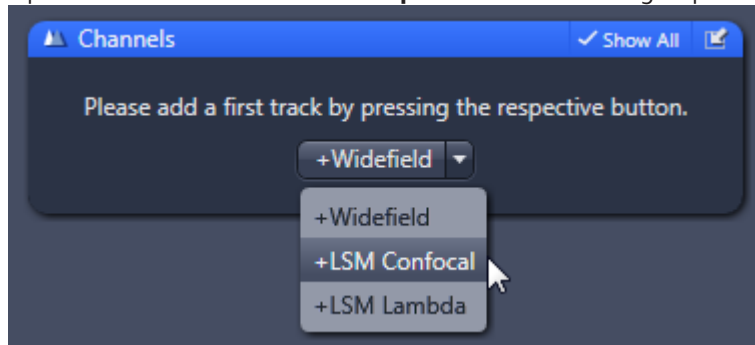 Channels
✓ Show All
Please add a first track by pressing the respective button.
+Widefield
+Widefield
+LSM Confocal
+LSM Lambda